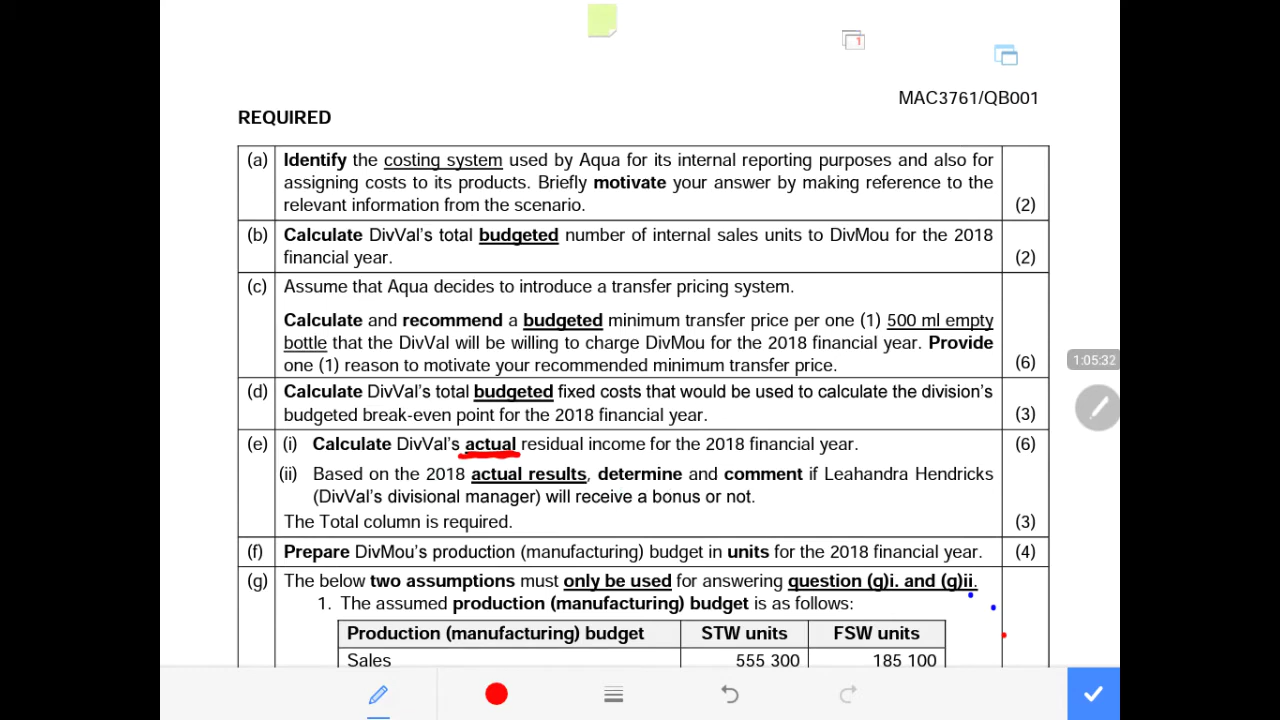 1
MAC3761/QB001
REQUIRED
(a) Identify the costing system used by Aqua for its internal reporting purposes and also for
assigning costs to its products. Briefly motivate your answer by making reference to the
relevant information from the scenario. (2)
(b) Calculate DivVal's total budgeted number of internal sales units to DivMou for the 2018
financial year. (2)
(c) Assume that Aqua decides to introduce a transfer pricing system.
Calculate and recommend a budgeted minimum transfer price per one (1) 500 ml empty
bottle that the DivVal will be willing to charge DivMou for the 2018 financial year. Provide
one (1) reason to motivate your recommended minimum transfer price. (6)
1:05:32
(d) Calculate DivVal's total budgeted fixed costs that would be used to calculate the division's
budgeted break-even point for the 2018 financial year. (3)
(e) (i) Calculate DivVal's actual residual income for the 2018 financial year. (6)
(ii) Based on the 2018 actual results, determine and comment if Leahandra Hendricks
(DivVal's divisional manager) will receive a bonus or not.
The Total column is required. (3)
(f) Prepare DivMou's production (manufacturing) budget in units for the 2018 financial year. (4)
(g) The below two assumptions must only be used for answering question (g)i. and (g)ii.
1. The assumed production (manufacturing) budget is as follows:
Production (manufacturing) budget STW units FSW units
Sales 555 300 185 100